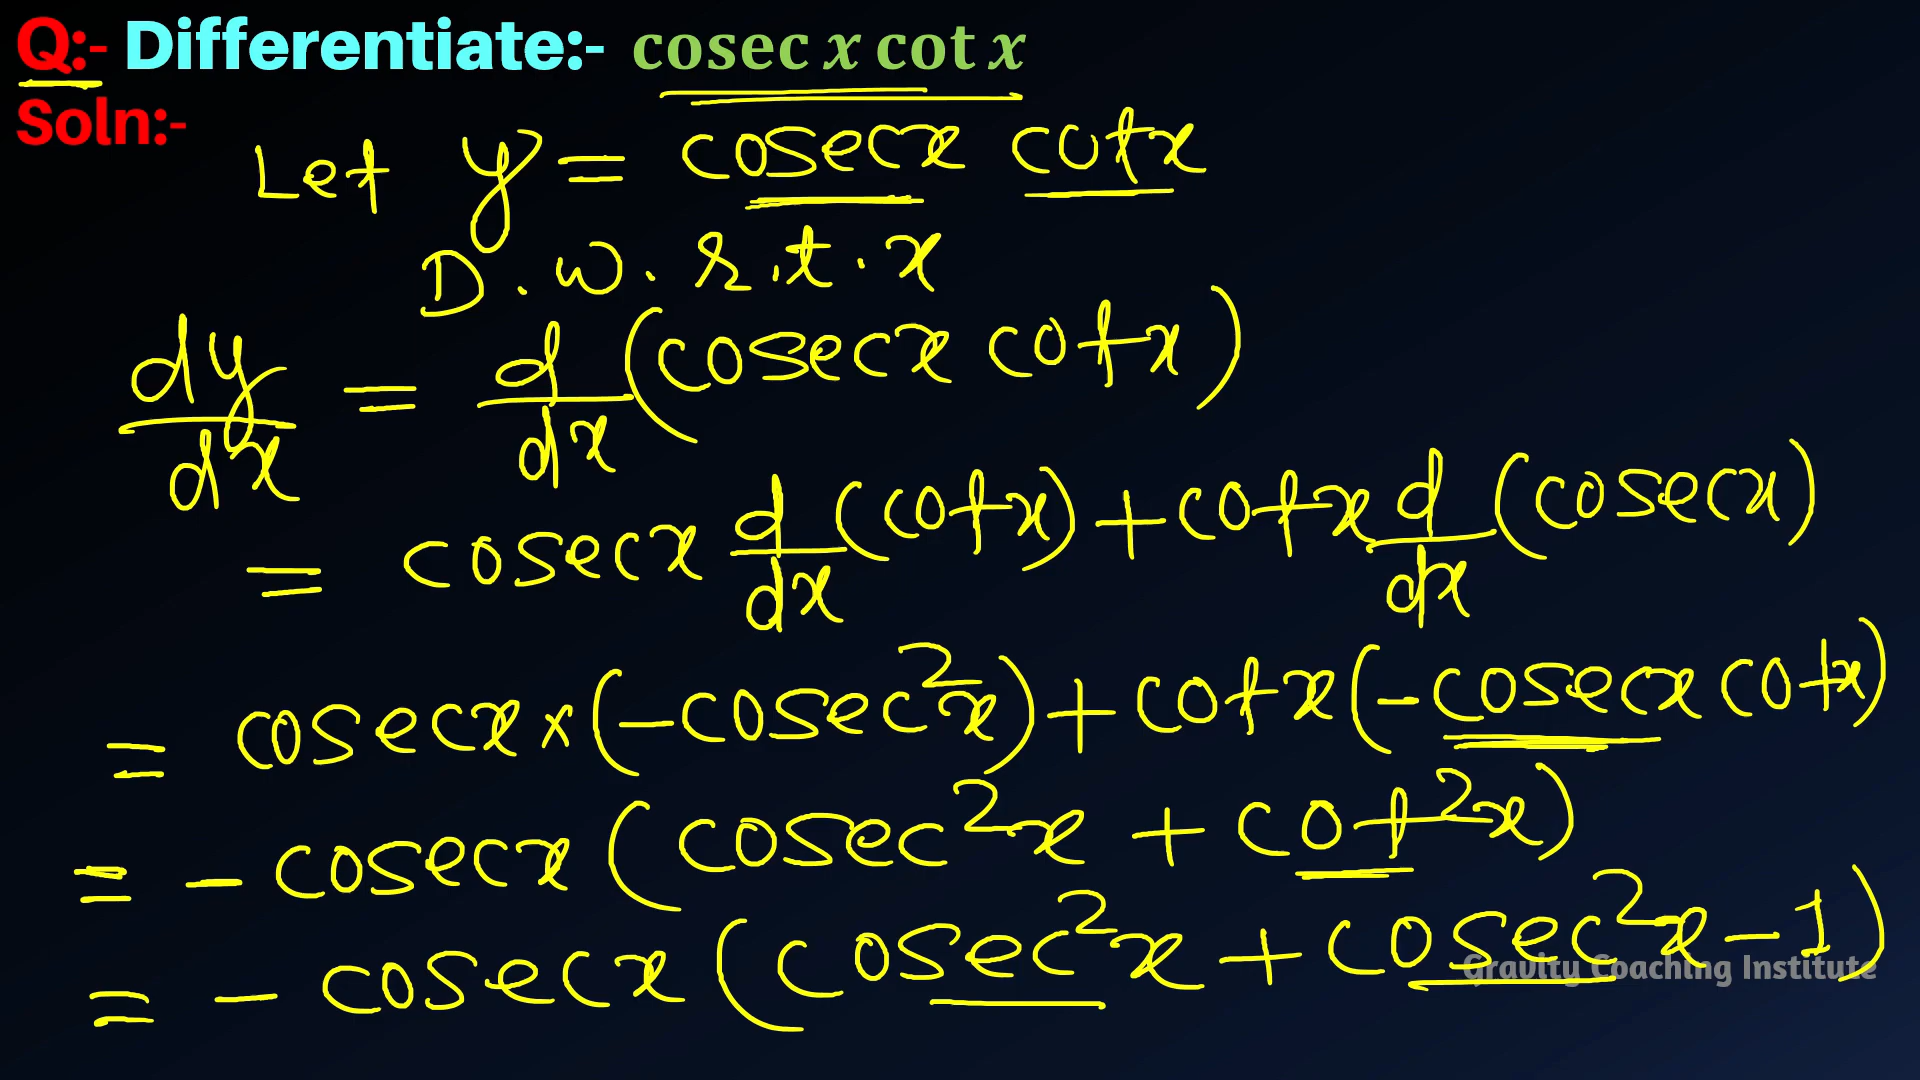 Q:- Differentiate:- cosec x cot x
Soln:-
Let y = cosecx cotx
D.w.r.t.x
dy/dx = d/dx (cosecx cotx)
= cosecx d/dx (cotx) + cotx d/dx (cosecx)
= cosecx × (-cosec²x) + cotx (-cosecx cotx)
= - cosecx (cosec²x + cot²x)
= - cosecx (cosec²x + cosec²x - 1)
Gravity Coaching Institute